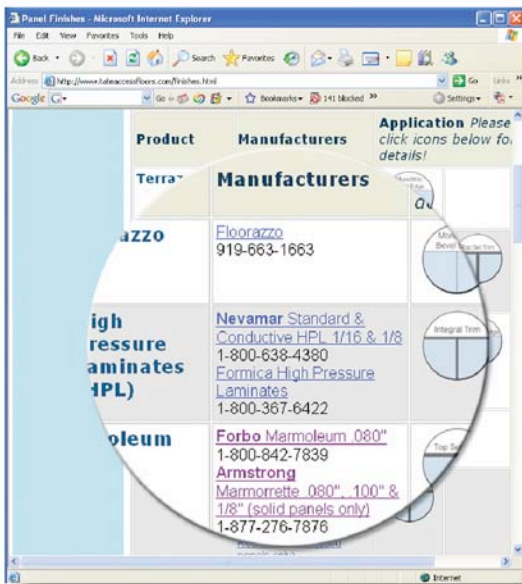 Panel Finishes - Microsoft Internet Explorer
File Edit View Favorites Tools Help
Back Search Favorites
Address http://www.tateaccessfloors.com/finishes.html Go Links
Google G Go Bookmarks 141 blocked Settings
Product Manufacturers Application Please
click icons below for
details!
Manufacturers
Terraz
azzo
Floorazzo
919-663-1663
Bevel
igh
ressure
aminates
HPL)
Nevamar Standard &
Conductive HPL 1/16 & 1/8
1-800-638-4380
Formica High Pressure
Laminates
1-800-367-6422
Integral Trim
oleum
Forbo Marmoleum .080"
1-800-842-7839
Armstrong
Marmorrette .080", .100" &
1/8" (solid panels only)
1-877-276-7876
Top Se
Internet